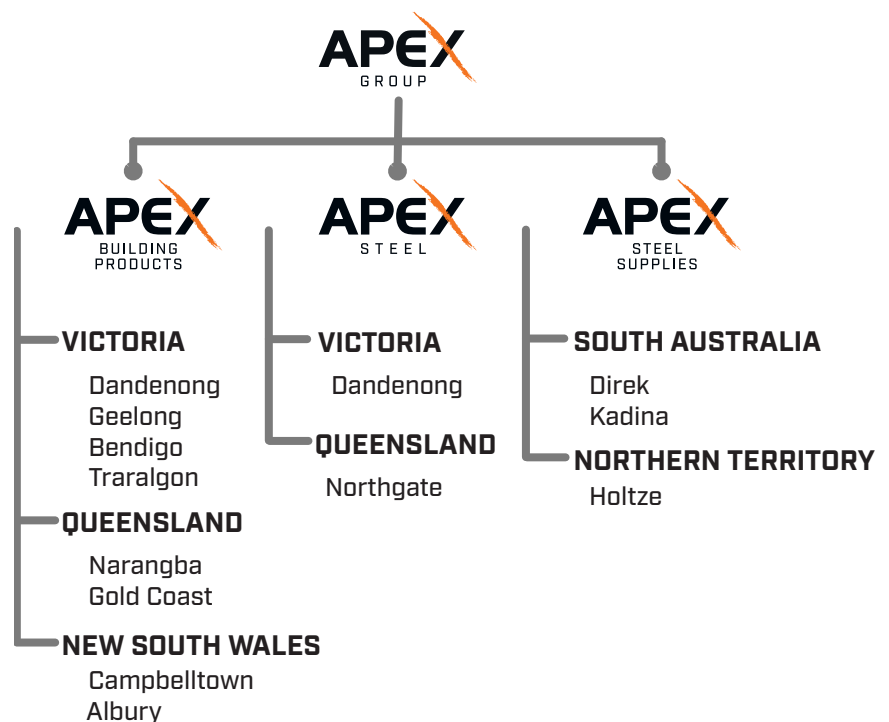 APEX
GROUP
APEX
BUILDING
PRODUCTS
VICTORIA
Dandenong
Geelong
Bendigo
Traralgon
QUEENSLAND
Narangba
Gold Coast
NEW SOUTH WALES
Campbelltown
Albury
APEX
STEEL
VICTORIA
Dandenong
QUEENSLAND
Northgate
APEX
STEEL
SUPPLIES
SOUTH AUSTRALIA
Direk
Kadina
NORTHERN TERRITORY
Holtze